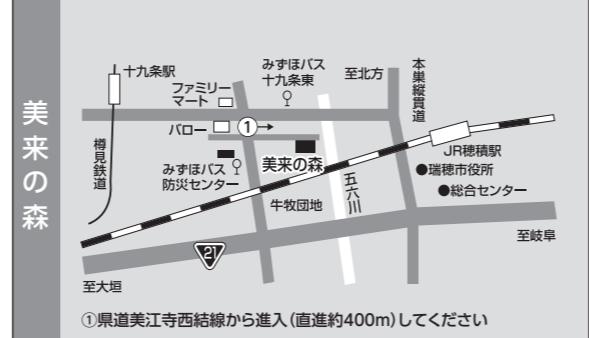 美来の森
十九条駅
ファミリー
マート
みずほバス
十九条東
至北方
本巣縦貫道
バロー
①→
樽見鉄道
みずほバス
防災センター
美来の森
JR穂積駅
●瑞穂市役所
●総合センター
五六川
牛牧団地
21
至岐阜
至大垣
①県道美江寺西結線から進入（直進約400m）してください